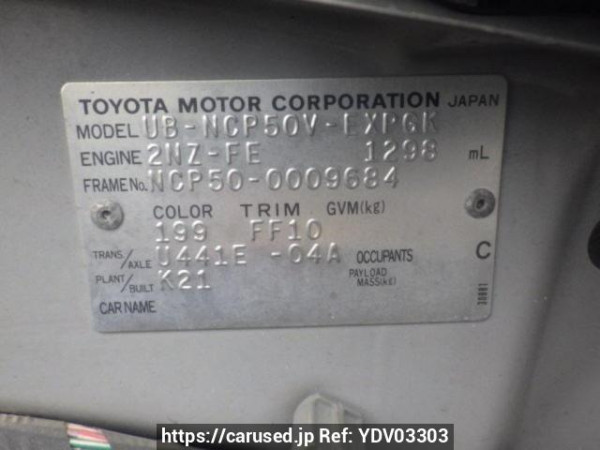 TOYOTA MOTOR CORPORATION JAPAN
MODEL UB-NCP50V-EXPGK
ENGINE 2NZ-FE 1298 mL
FRAME No. NCP50-0009684
COLOR TRIM GVM(kg)
199 FF10
TRANS/AXLE U441E -04A OCCUPANTS C
PLANT/BUILT K21 PAYLOAD MASS(kg)
CAR NAME
https://carused.jp Ref: YDV03303